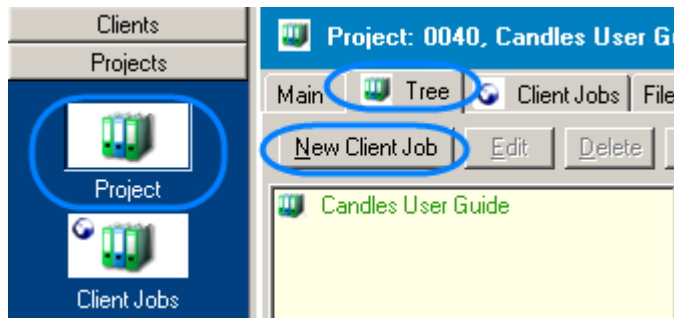 Clients
Projects
Project
Client Jobs
Project: 0040, Candles User G
Main Tree Client Jobs File
New Client Job Edit Delete
Candles User Guide